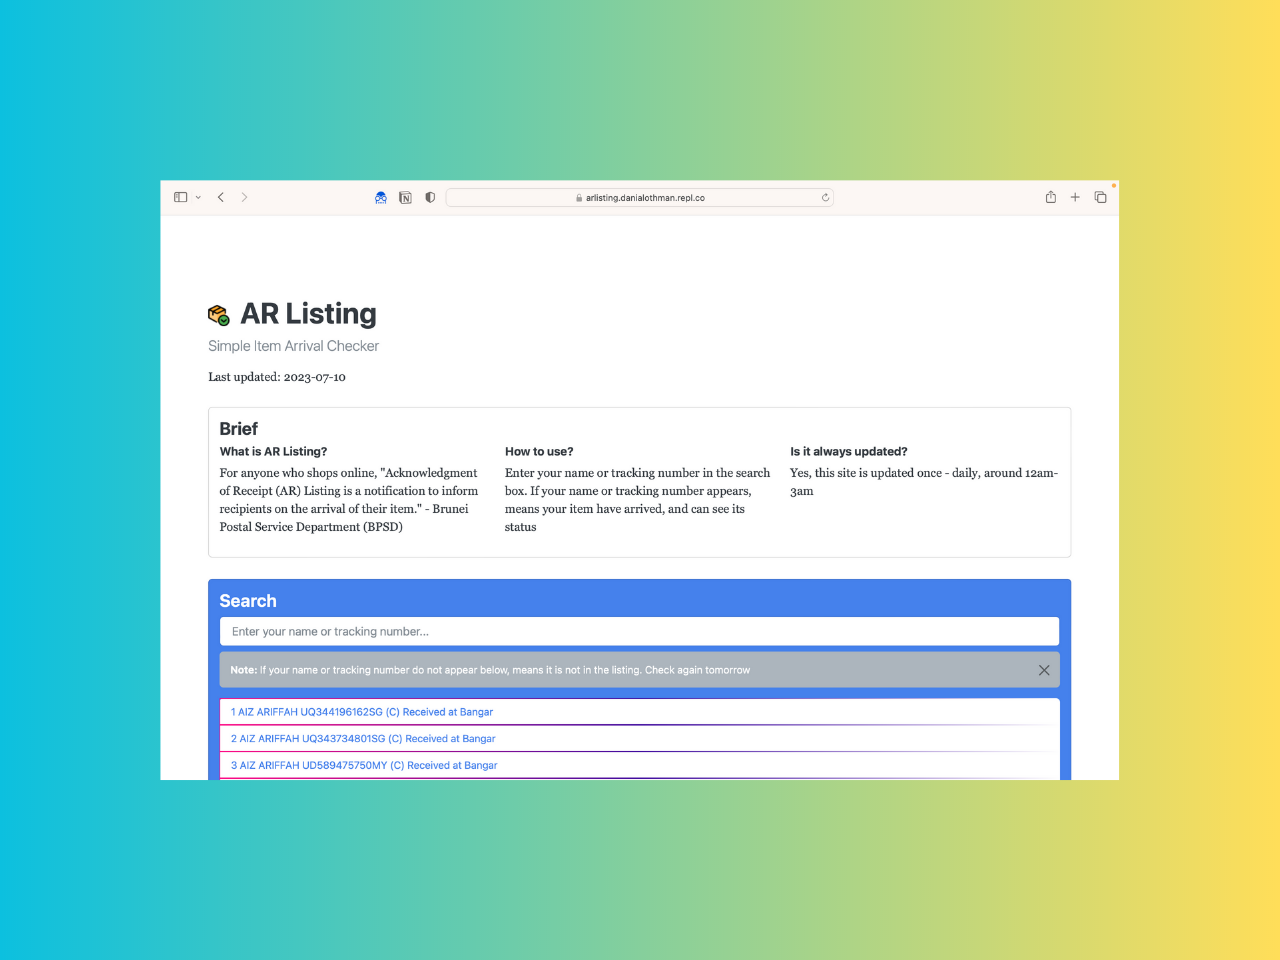 arlisting.danialothman.repl.co
AR Listing
Simple Item Arrival Checker
Last updated: 2023-07-10
Brief
What is AR Listing?
For anyone who shops online, "Acknowledgment
of Receipt (AR) Listing is a notification to inform
recipients on the arrival of their item." - Brunei
Postal Service Department (BPSD)
How to use?
Enter your name or tracking number in the search
box. If your name or tracking number appears,
means your item have arrived, and can see its
status
Is it always updated?
Yes, this site is updated once - daily, around 12am-
3am
Search
Enter your name or tracking number...
Note: If your name or tracking number do not appear below, means it is not in the listing. Check again tomorrow
1 AIZ ARIFFAH UQ344196162SG (C) Received at Bangar
2 AIZ ARIFFAH UQ343734801SG (C) Received at Bangar
3 AIZ ARIFFAH UD589475750MY (C) Received at Bangar